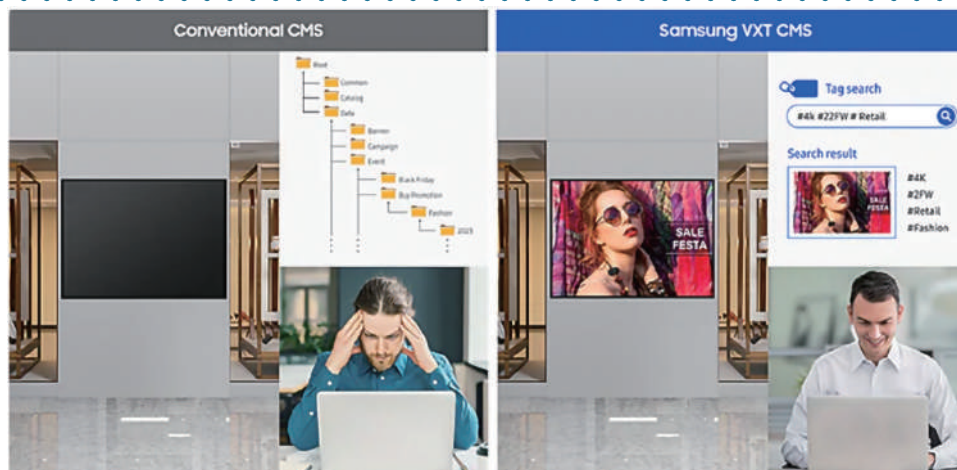 Conventional CMS
Root
Common
Catalog
Data
Banner
Campaign
Event
Black Friday
Buy Promotion
Fashion
2023
Samsung VXT CMS
SALE
FESTA
Tag search
#4k #22FW # Retail
Search result
SALE
FESTA
#4K
#2FW
#Retail
#Fashion